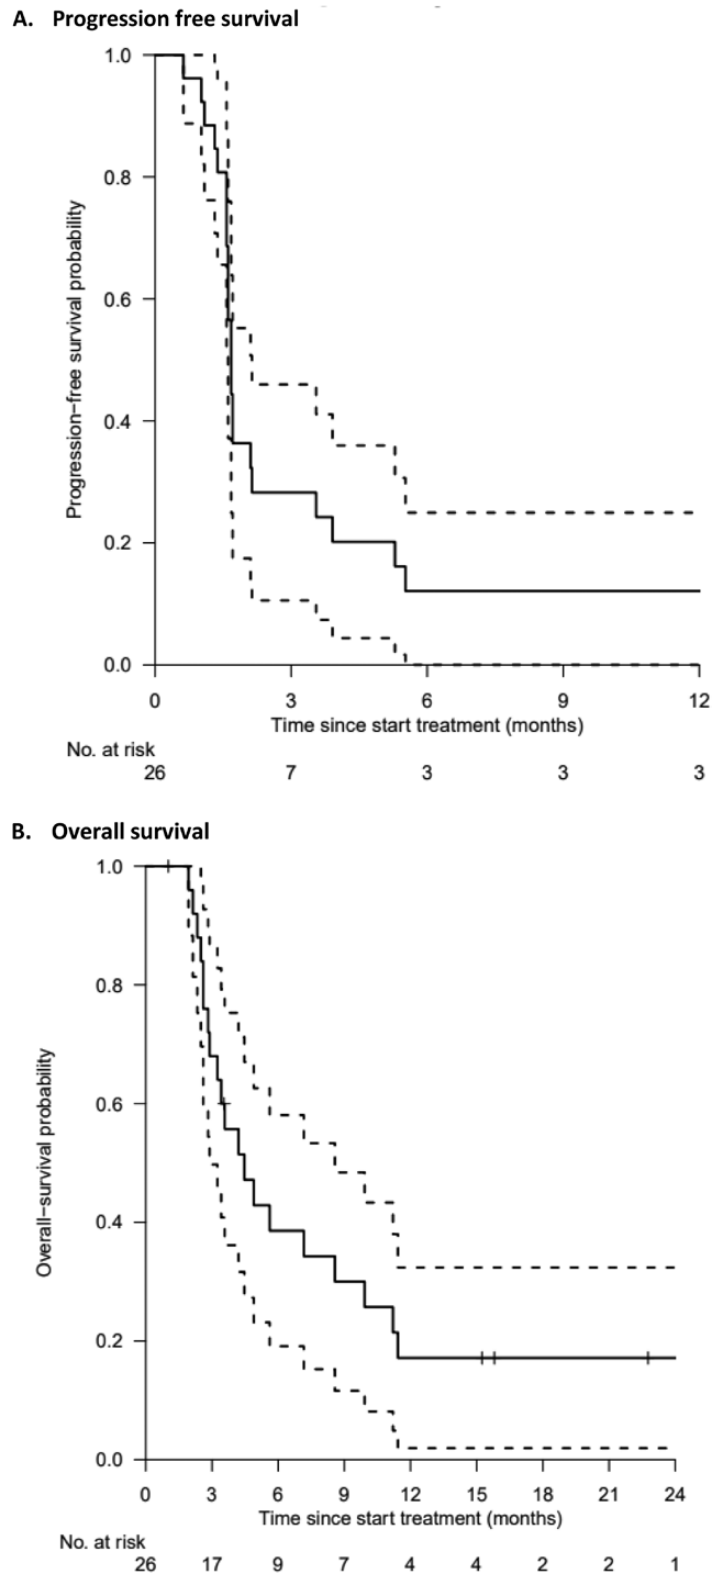 A. Progression free survival
1.0
0.8
0.6
0.4
0.2
0.0
Progression−free survival probability
0 3 6 9 12
Time since start treatment (months)
No. at risk
26 7 3 3 3
B. Overall survival
1.0
0.8
0.6
0.4
0.2
0.0
Overall−survival probability
0 3 6 9 12 15 18 21 24
Time since start treatment (months)
No. at risk
26 17 9 7 4 4 2 2 1